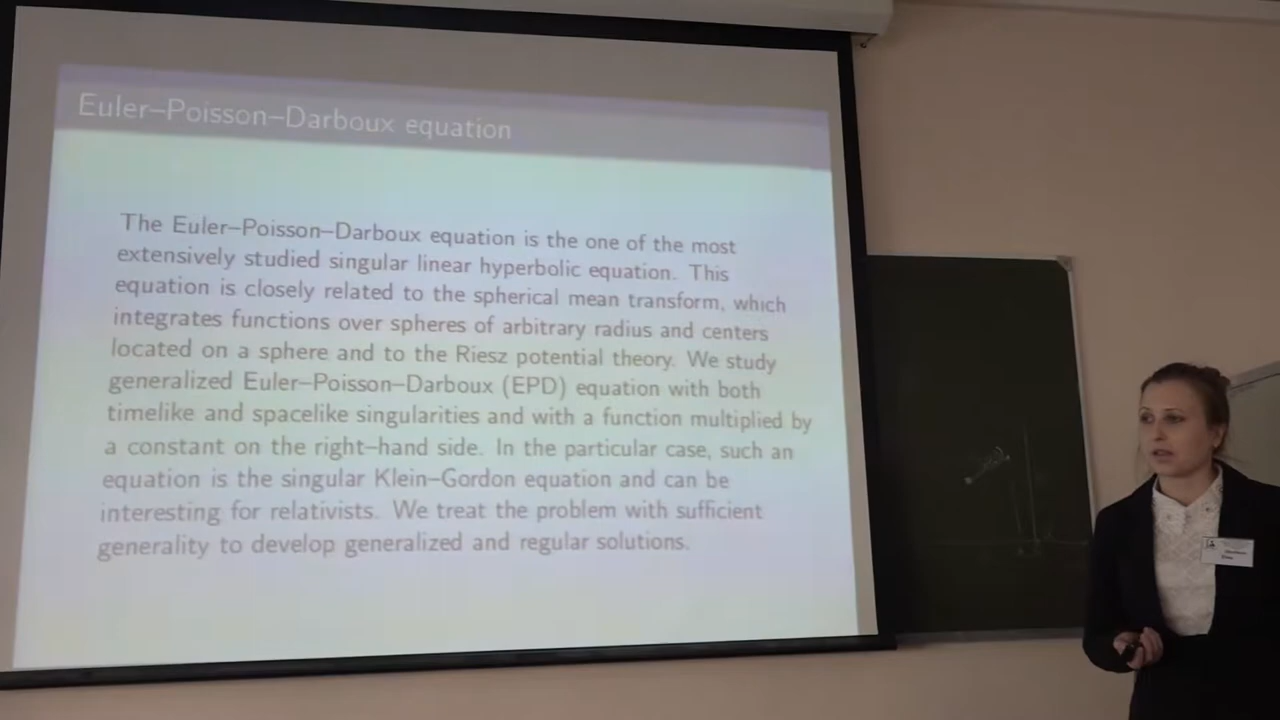 Euler–Poisson–Darboux equation
The Euler–Poisson–Darboux equation is the one of the most
extensively studied singular linear hyperbolic equation. This
equation is closely related to the spherical mean transform, which
integrates functions over spheres of arbitrary radius and centers
located on a sphere and to the Riesz potential theory. We study
generalized Euler–Poisson–Darboux (EPD) equation with both
timelike and spacelike singularities and with a function multiplied by
a constant on the right–hand side. In the particular case, such an
equation is the singular Klein–Gordon equation and can be
interesting for relativists. We treat the problem with sufficient
generality to develop generalized and regular solutions.